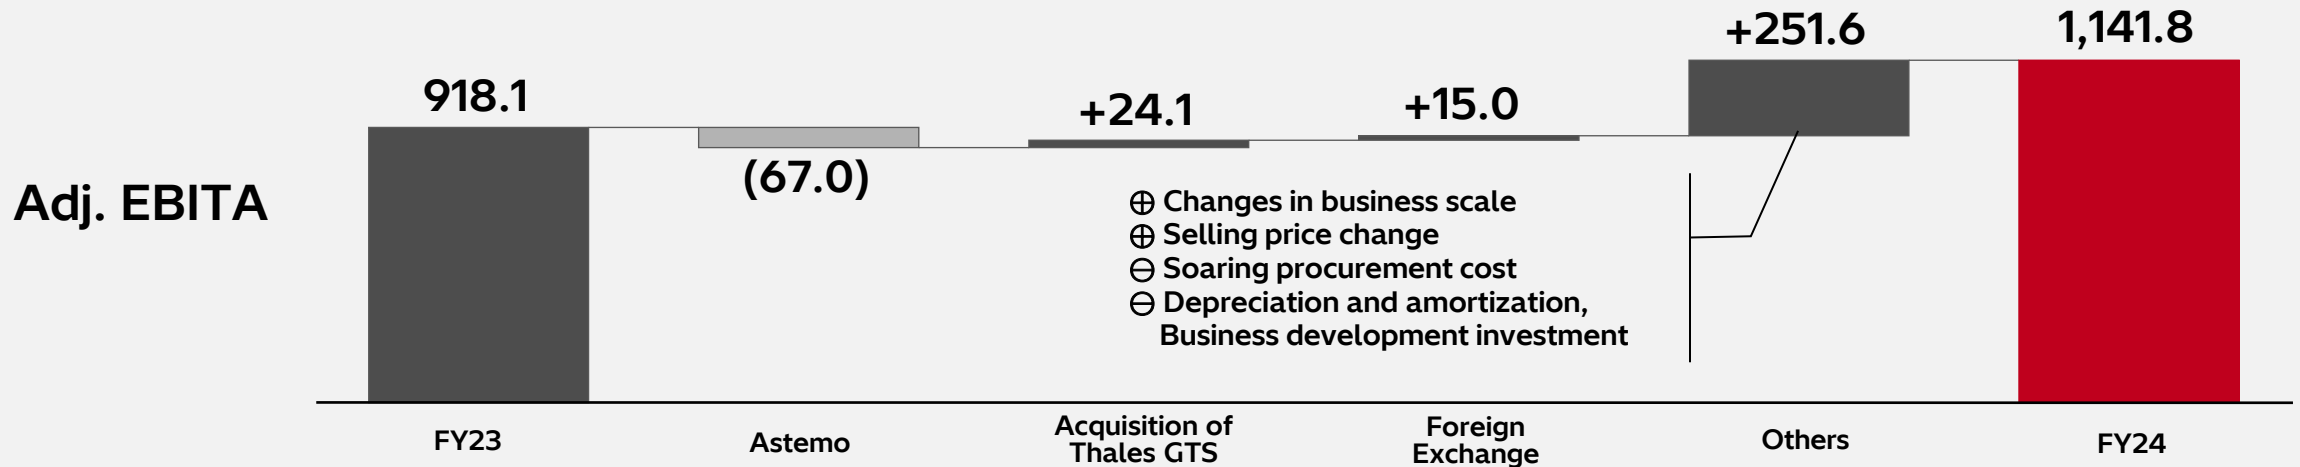 Adj. EBITA
918.1
(67.0)
+24.1
+15.0
+251.6
1,141.8
⊕ Changes in business scale
⊕ Selling price change
⊖ Soaring procurement cost
⊖ Depreciation and amortization,
Business development investment
FY23
Astemo
Acquisition of
Thales GTS
Foreign
Exchange
Others
FY24